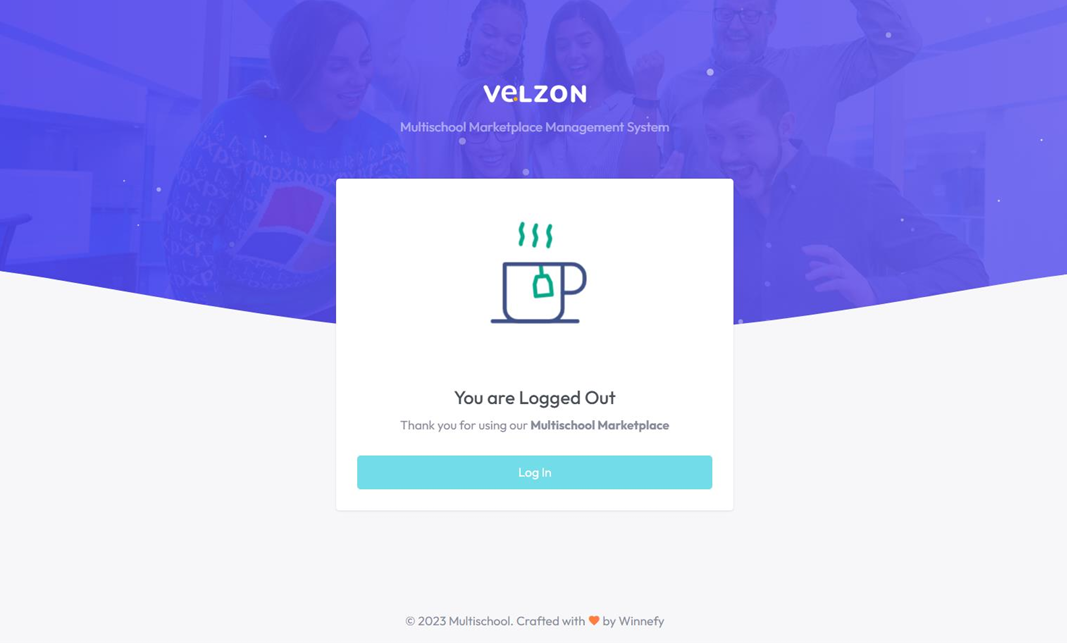 VELZON
Multischool Marketplace Management System
You are Logged Out
Thank you for using our Multischool Marketplace
Log In
© 2023 Multischool. Crafted with 🧡 by Winnefy